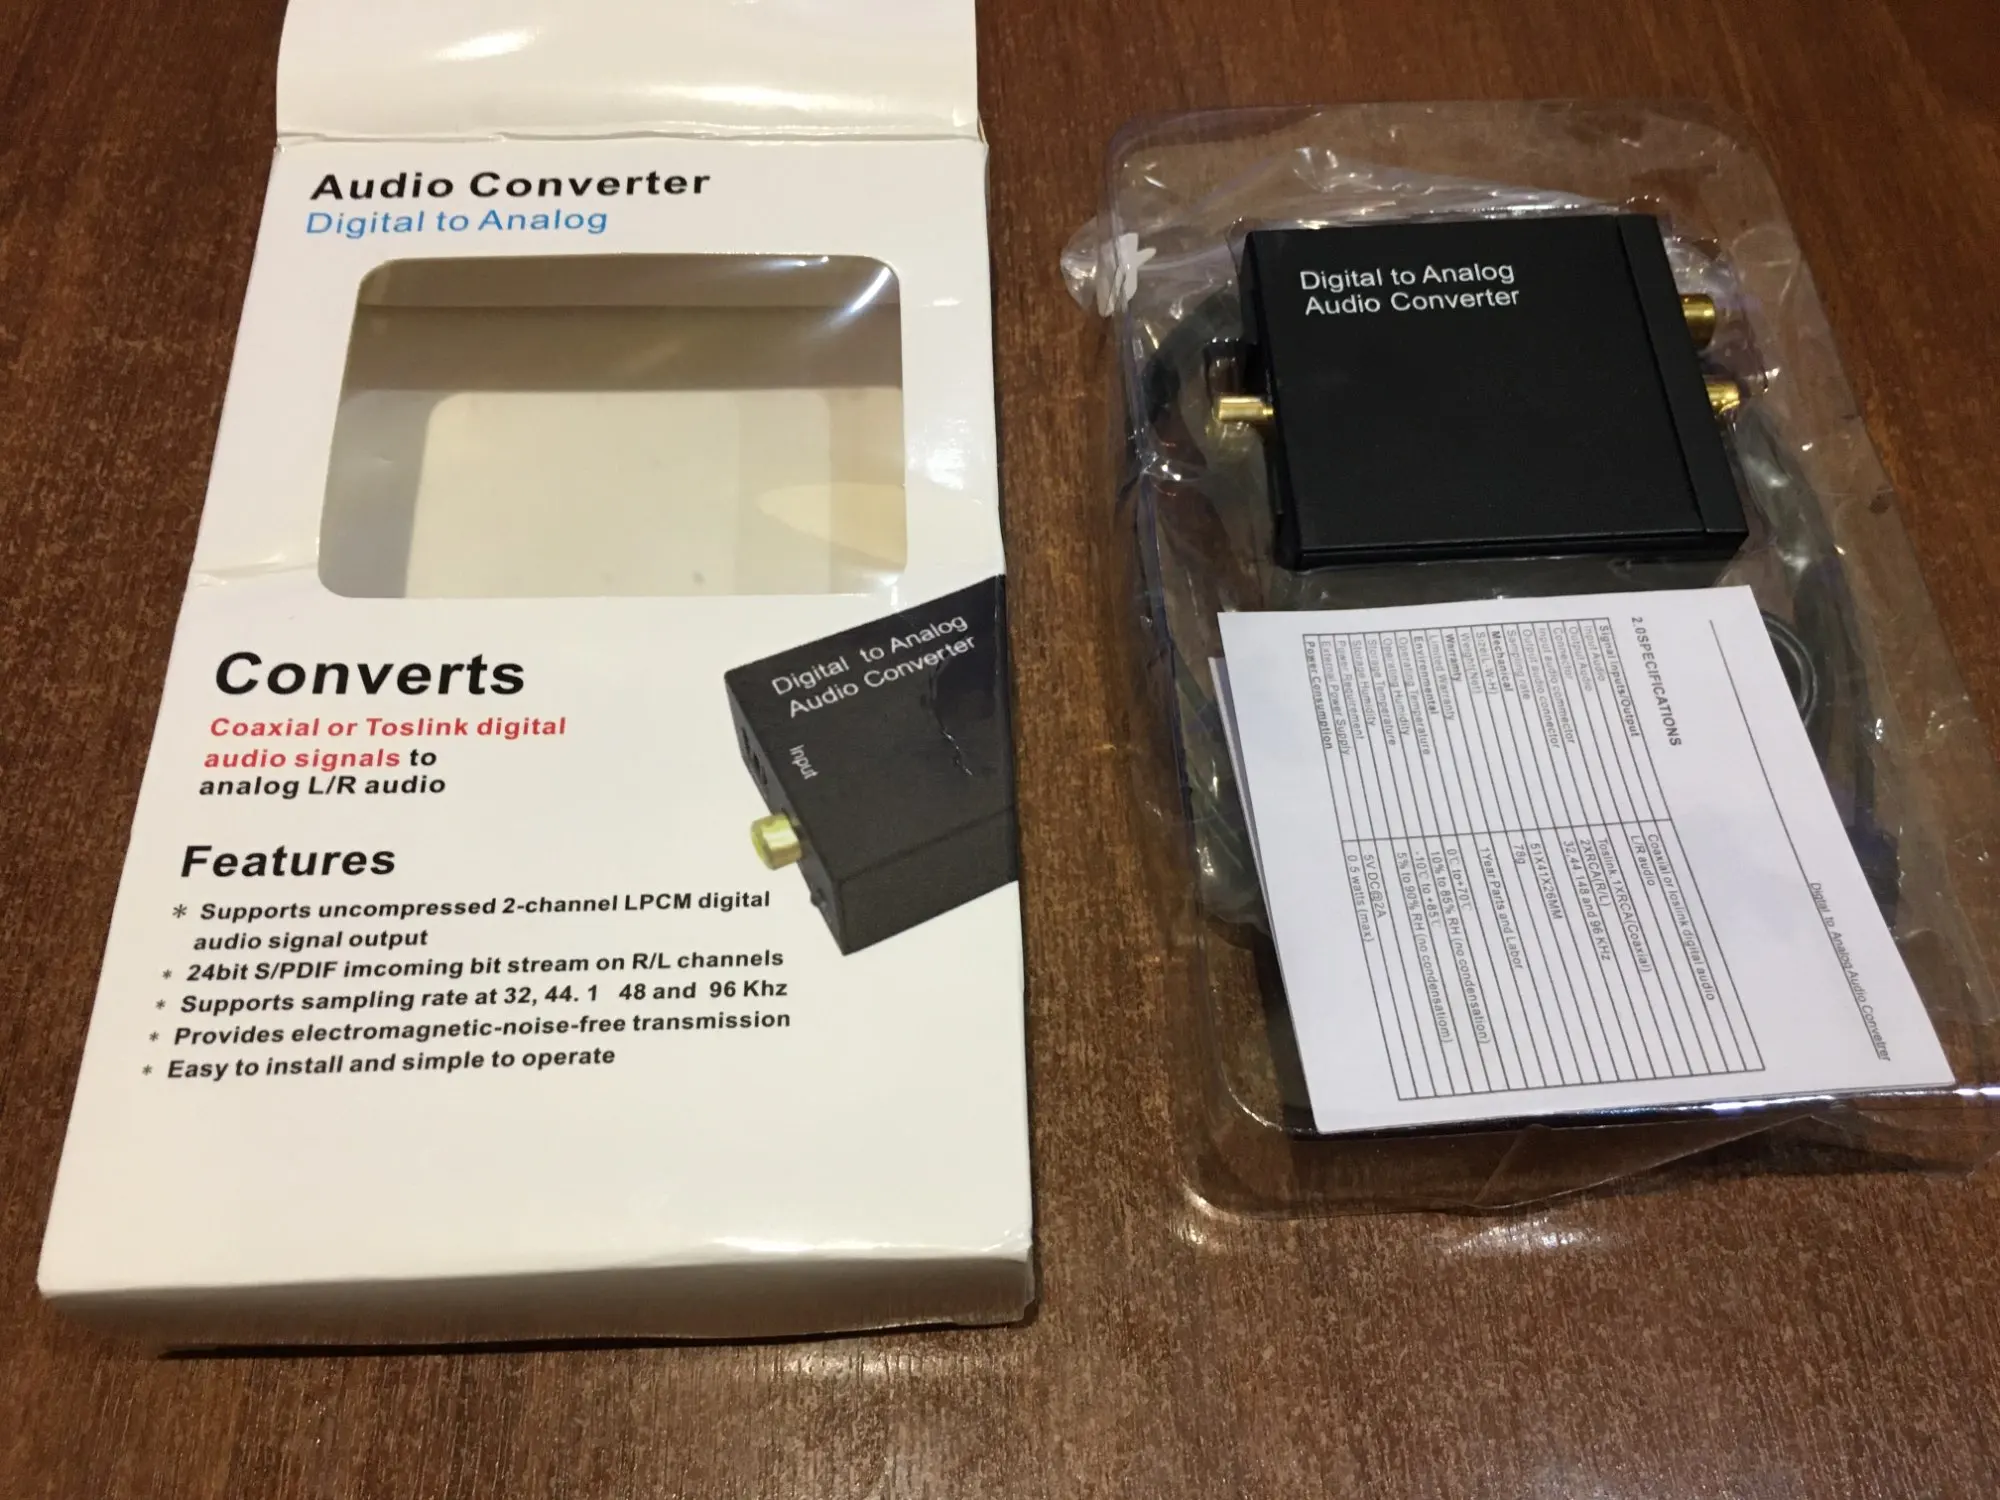 Audio Converter
Digital to Analog
Converts
Coaxial or Toslink digital
audio signals to
analog L/R audio
Digital to Analog
Audio Converter
Input
Features
* Supports uncompressed 2-channel LPCM digital
audio signal output
* 24bit S/PDIF imcoming bit stream on R/L channels
* Supports sampling rate at 32, 44. 1 48 and 96 Khz
* Provides electromagnetic-noise-free transmission
* Easy to install and simple to operate
Digital to Analog
Audio Converter
Digtal to Analog Audio Convetrer
2.0SPECIFICATIONS
Signal Inputs/Output
Input Audio Coaxial or Toslink digital audio
Output Audio L/R audio
Connector
Input audio connector Toslink,1XRCA(Coaxial)
Output audio connector 2XRCA(R/L)
Sampling rate 32,44 148 and 96 KHz
Mechanical
Size(L-W-H) 51X41X26MM
Weight(Net) 78g
Warranty
Limited Warranty 1Year Parts and Labor
Environmental
Operating Temperature 0℃ to+70℃
Operating Humidity 10% to 85% RH (no condensation)
Storage Temperature -10℃ to +85℃
Storage Humidity 5% to 90% RH (no condensation)
Power Requirement
External Power Supply 5V DC@2A
Power Consumption 0.5 watts (max)